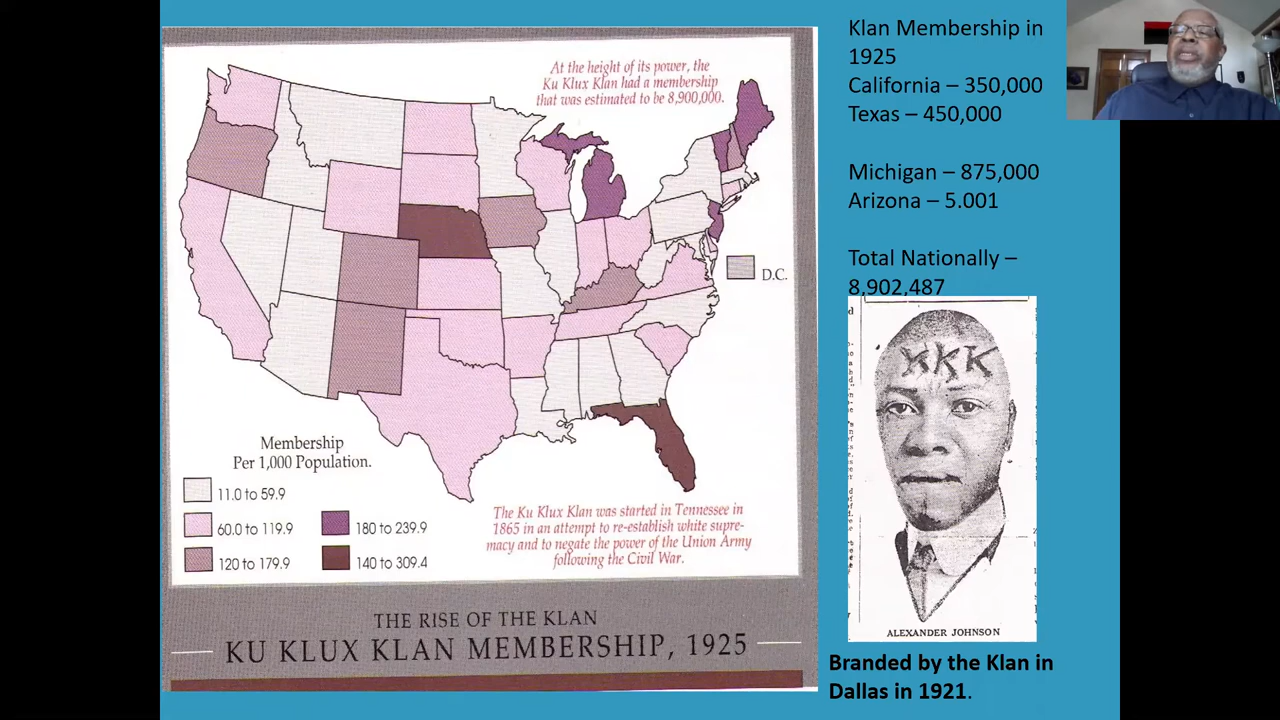 At the height of its power, the
Ku Klux Klan had a membership
that was estimated to be 8,900,000.
D.C.
Membership
Per 1,000 Population.
11.0 to 59.9
60.0 to 119.9
120 to 179.9
180 to 239.9
140 to 309.4
The Ku Klux Klan was started in Tennessee in
1865 in an attempt to re-establish white supre-
macy and to negate the power of the Union Army
following the Civil War.
THE RISE OF THE KLAN
KU KLUX KLAN MEMBERSHIP, 1925
Klan Membership in
1925
California – 350,000
Texas – 450,000
Michigan – 875,000
Arizona – 5.001
Total Nationally –
8,902,487
KKK
ALEXANDER JOHNSON
Branded by the Klan in
Dallas in 1921.